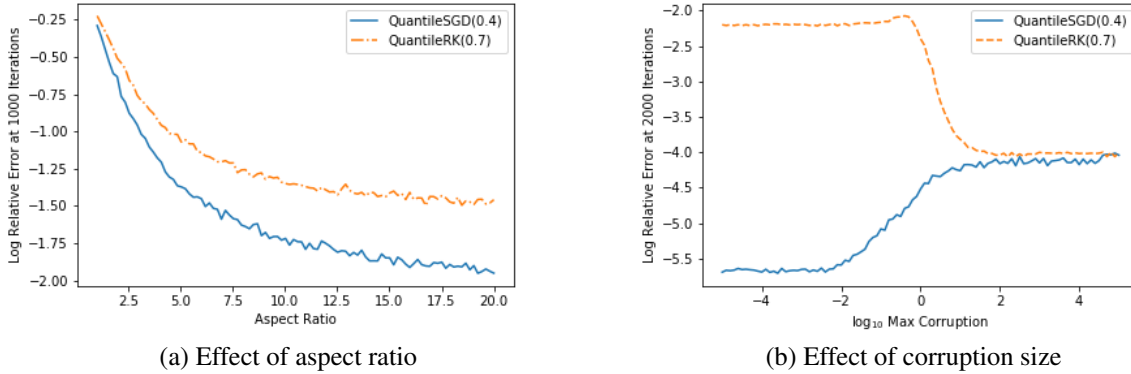 Log Relative Error at 1000 Iterations
-0.25
-0.50
-0.75
-1.00
-1.25
-1.50
-1.75
-2.00
QuantileSGD(0.4)
QuantileRK(0.7)
2.5 5.0 7.5 10.0 12.5 15.0 17.5 20.0
Aspect Ratio
(a) Effect of aspect ratio
Log Relative Error at 2000 Iterations
−2.0
−2.5
−3.0
−3.5
−4.0
−4.5
−5.0
−5.5
QuantileSGD(0.4)
QuantileRK(0.7)
−4 −2 0 2 4
log₁₀ Max Corruption
(b) Effect of corruption size